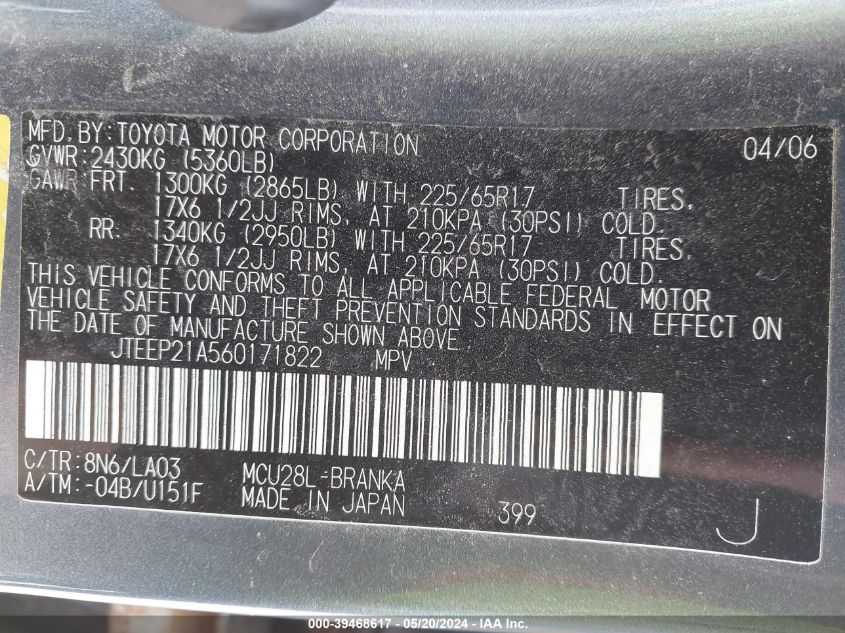 MFD. BY: TOYOTA MOTOR CORPORATION 04/06
GVWR: 2430KG (5360LB)
GAWR FRT. 1300KG (2865LB) WITH 225/65R17 TIRES,
17X6 1/2JJ RIMS, AT 210KPA (30PSI) COLD.
RR. 1340KG (2950LB) WITH 225/65R17 TIRES,
17X6 1/2JJ RIMS, AT 210KPA (30PSI) COLD.
THIS VEHICLE CONFORMS TO ALL APPLICABLE FEDERAL MOTOR
VEHICLE SAFETY AND THEFT PREVENTION STANDARDS IN EFFECT ON
THE DATE OF MANUFACTURE SHOWN ABOVE.
JTEEP21A560171822 MPV
C/TR: 8N6/LA03 MCU28L-BRANKA
A/TM: -04B/U151F MADE IN JAPAN 399 J
000-39468617 - 05/20/2024 - IAA Inc.